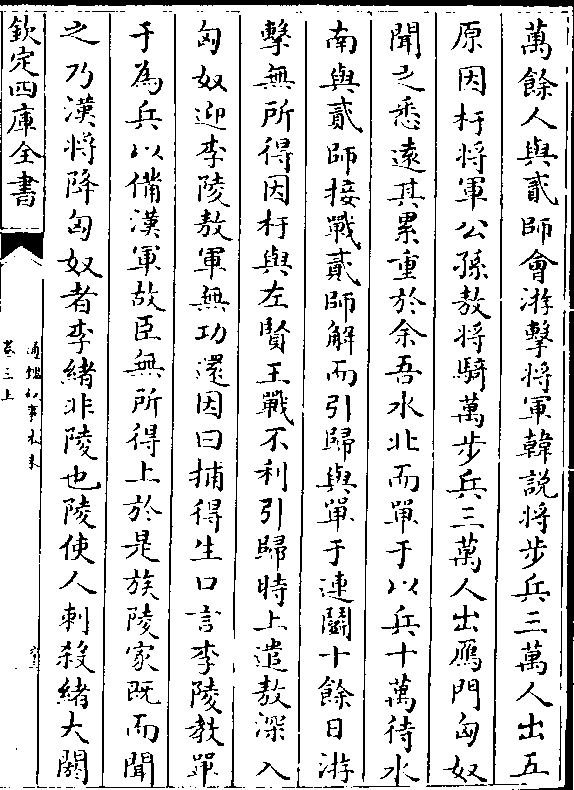 萬餘人與貳師會游擊將軍韓說將步兵三萬人出五
原因杅將軍公孫敖將騎萬步兵三萬人出鴈門匈奴
聞之悉遠其累重於余吾水北而單于以兵十萬待水
南與貳師接戰貳師解而引歸與單于連鬭十餘日游
擊無所得因杅與左賢王戰不利引歸時上遣敖深入
匈奴迎李陵敖軍無功還因曰捕得生口言李陵教單
于為兵以備漢軍故臣無所得上於是族陵家既而聞
之乃漢將降匈奴者李緒非陵也陵使人刺殺緒大閼
欽定四庫全書
通鑑紀事本末
卷三上